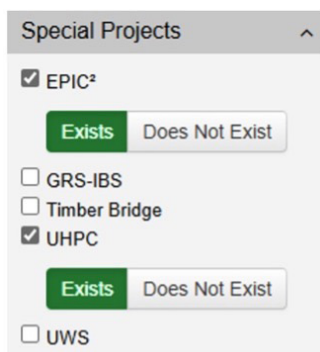 Special Projects
EPIC²
Exists Does Not Exist
GRS-IBS
Timber Bridge
UHPC
Exists Does Not Exist
UWS